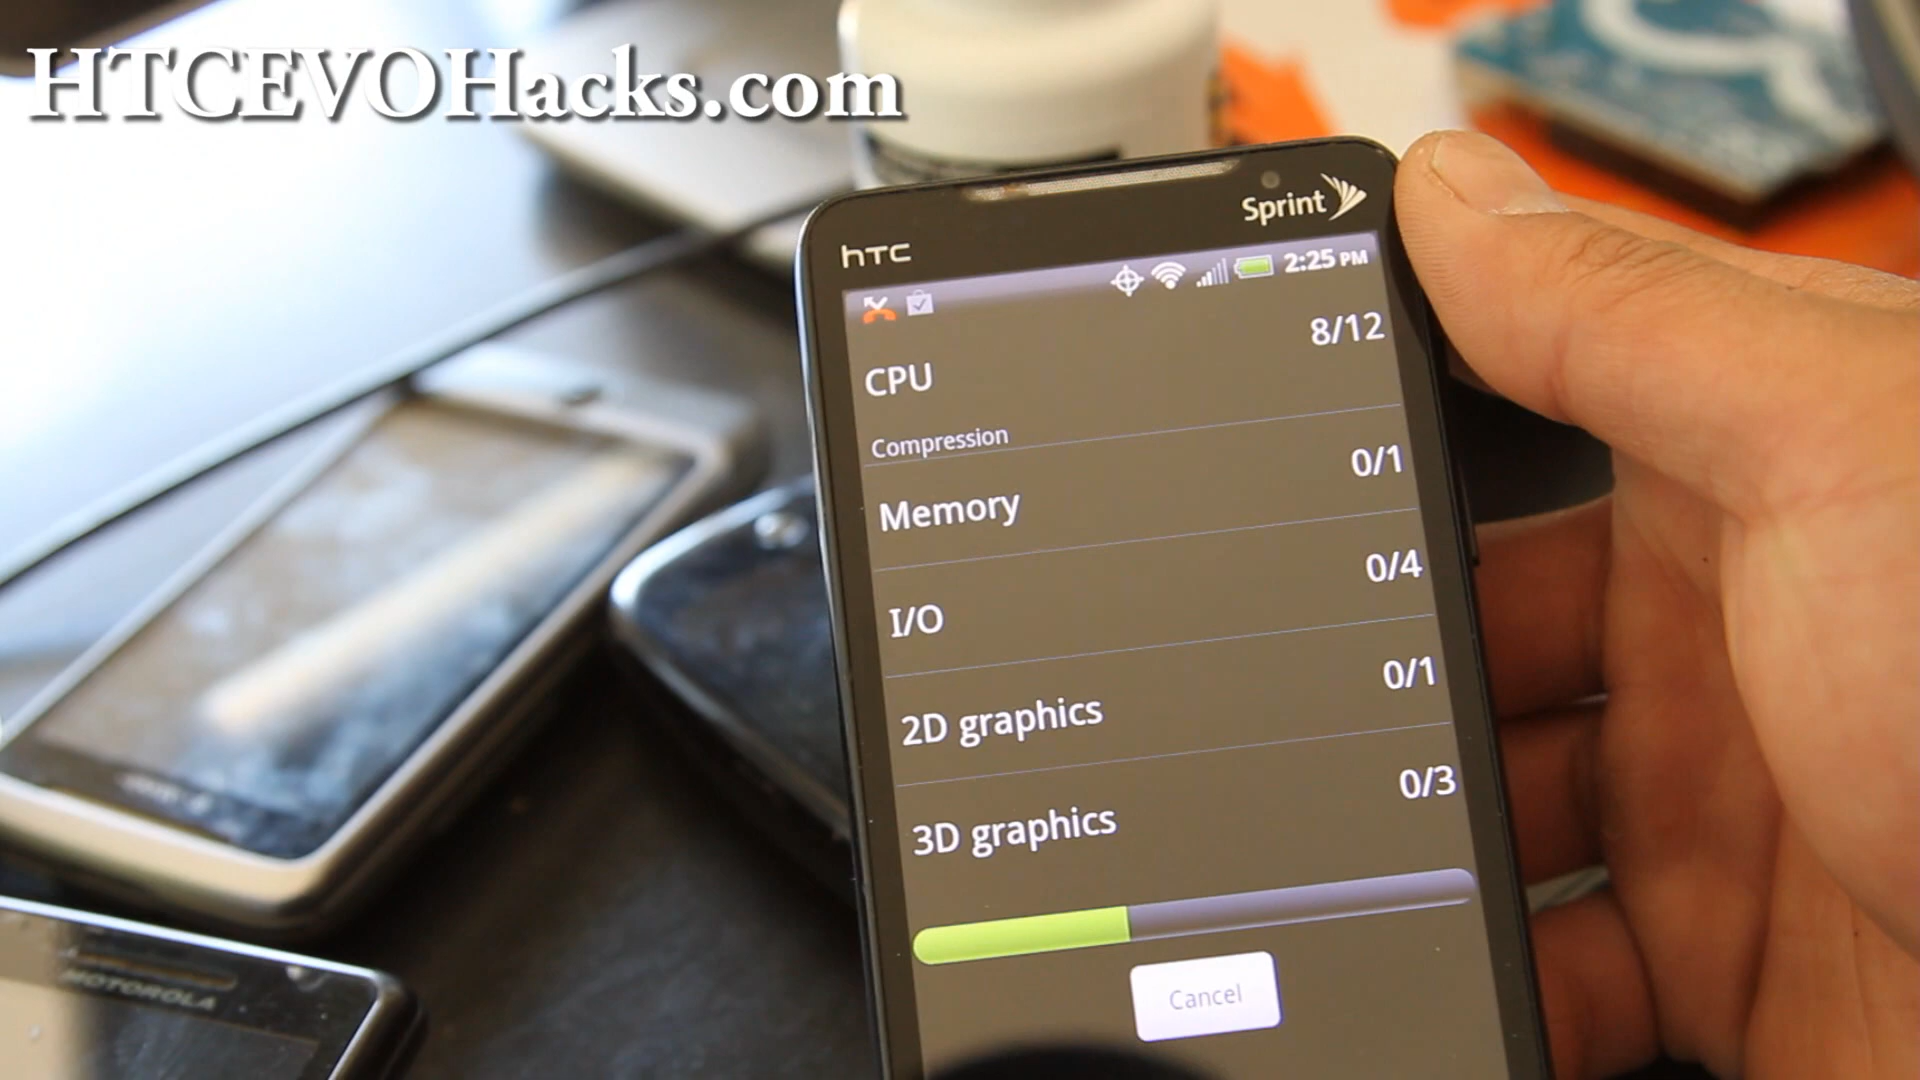 HTCEVOHacks.com
Sprint
hTC
2:25 PM
8/12
CPU
Compression
0/1
Memory
0/4
I/O
0/1
2D graphics
0/3
3D graphics
Cancel
MOTOROLA